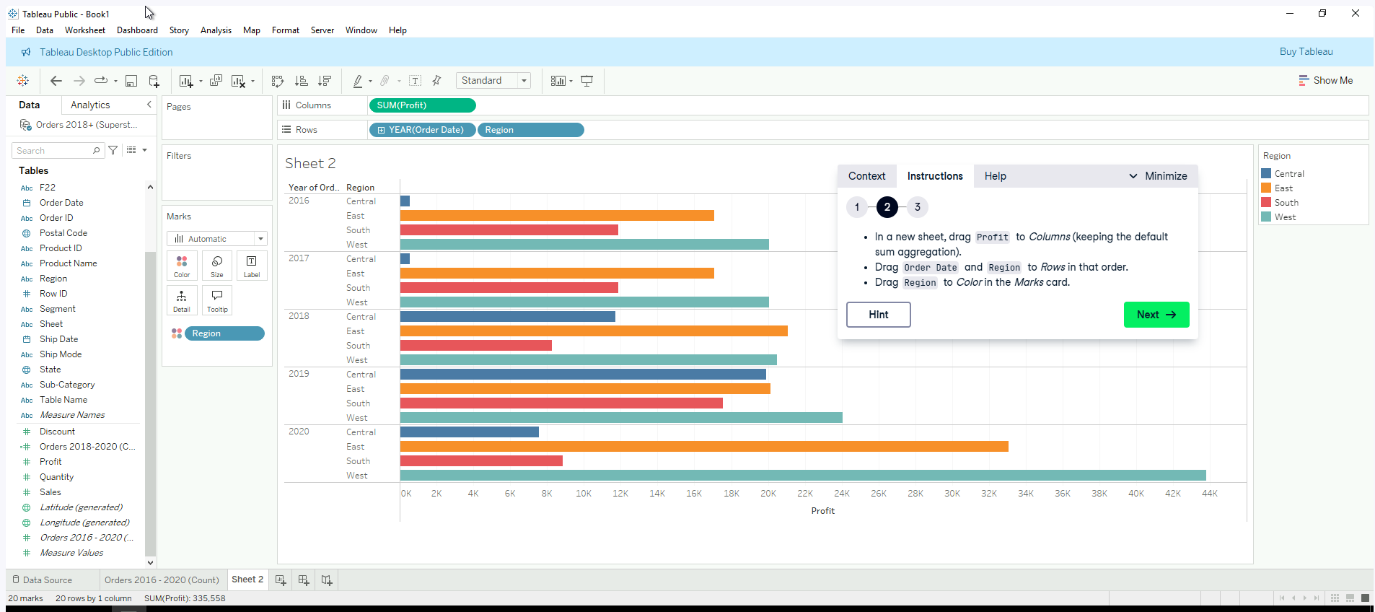 Tableau Public - Book1
File Data Worksheet Dashboard Story Analysis Map Format Server Window Help
Tableau Desktop Public Edition
Buy Tableau
Standard
Show Me
Data Analytics
Orders 2018+ (Superst...
Search
Tables
Abc F22
Order Date
Abc Order ID
Postal Code
Abc Product ID
Abc Product Name
Abc Region
# Row ID
Abc Segment
Abc Sheet
Ship Date
Abc Ship Mode
State
Abc Sub-Category
Abc Table Name
Abc Measure Names
# Discount
# Orders 2018-2020 (C...
# Profit
# Quantity
# Sales
Latitude (generated)
Longitude (generated)
# Orders 2016 - 2020 (...
# Measure Values
Pages
Filters
Marks
Automatic
Color Size Label
Detail Tooltip
Region
Columns SUM(Profit)
Rows YEAR(Order Date) Region
Sheet 2
Year of Ord.. Region
2016 Central
East
South
West
2017 Central
East
South
West
2018 Central
East
South
West
2019 Central
East
South
West
2020 Central
East
South
West
0K 2K 4K 6K 8K 10K 12K 14K 16K 18K 20K 22K 24K 26K 28K 30K 32K 34K 36K 38K 40K 42K 44K
Profit
Context Instructions Help Minimize
1 2 3
• In a new sheet, drag Profit to Columns (keeping the default
sum aggregation).
• Drag Order Date and Region to Rows in that order.
• Drag Region to Color in the Marks card.
Hint
Next →
Region
Central
East
South
West
Data Source Orders 2016 - 2020 (Count) Sheet 2
20 marks 20 rows by 1 column SUM(Profit): 335,558